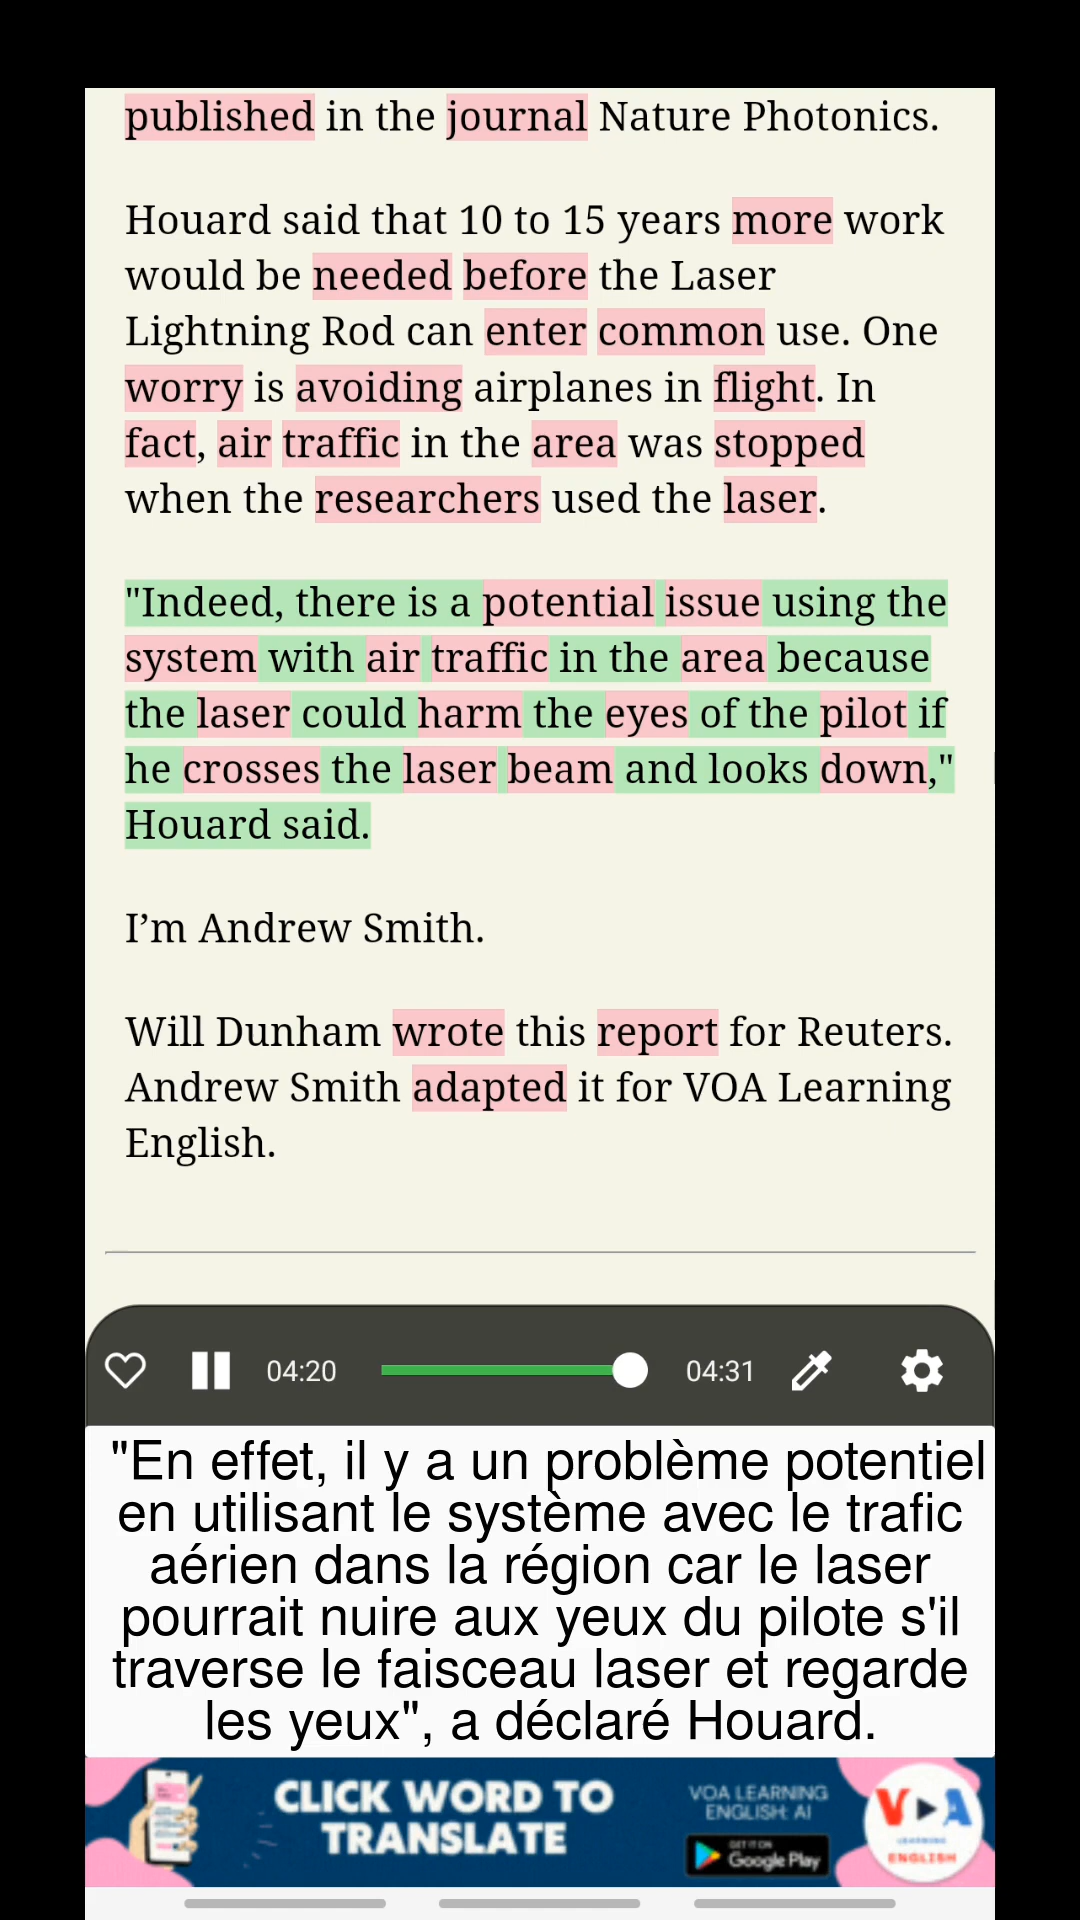 published in the journal Nature Photonics.
Houard said that 10 to 15 years more work
would be needed before the Laser
Lightning Rod can enter common use. One
worry is avoiding airplanes in flight. In
fact, air traffic in the area was stopped
when the researchers used the laser.
"Indeed, there is a potential issue using the
system with air traffic in the area because
the laser could harm the eyes of the pilot if
he crosses the laser beam and looks down,"
Houard said.
I’m Andrew Smith.
Will Dunham wrote this report for Reuters.
Andrew Smith adapted it for VOA Learning
English.
04:20
04:31
"En effet, il y a un problème potentiel
en utilisant le système avec le trafic
aérien dans la région car le laser
pourrait nuire aux yeux du pilote s'il
traverse le faisceau laser et regarde
les yeux", a déclaré Houard.
CLICK WORD TO
TRANSLATE
VOA LEARNING
ENGLISH: AI
GET IT ON
Google Play
VOA
LEARNING
ENGLISH